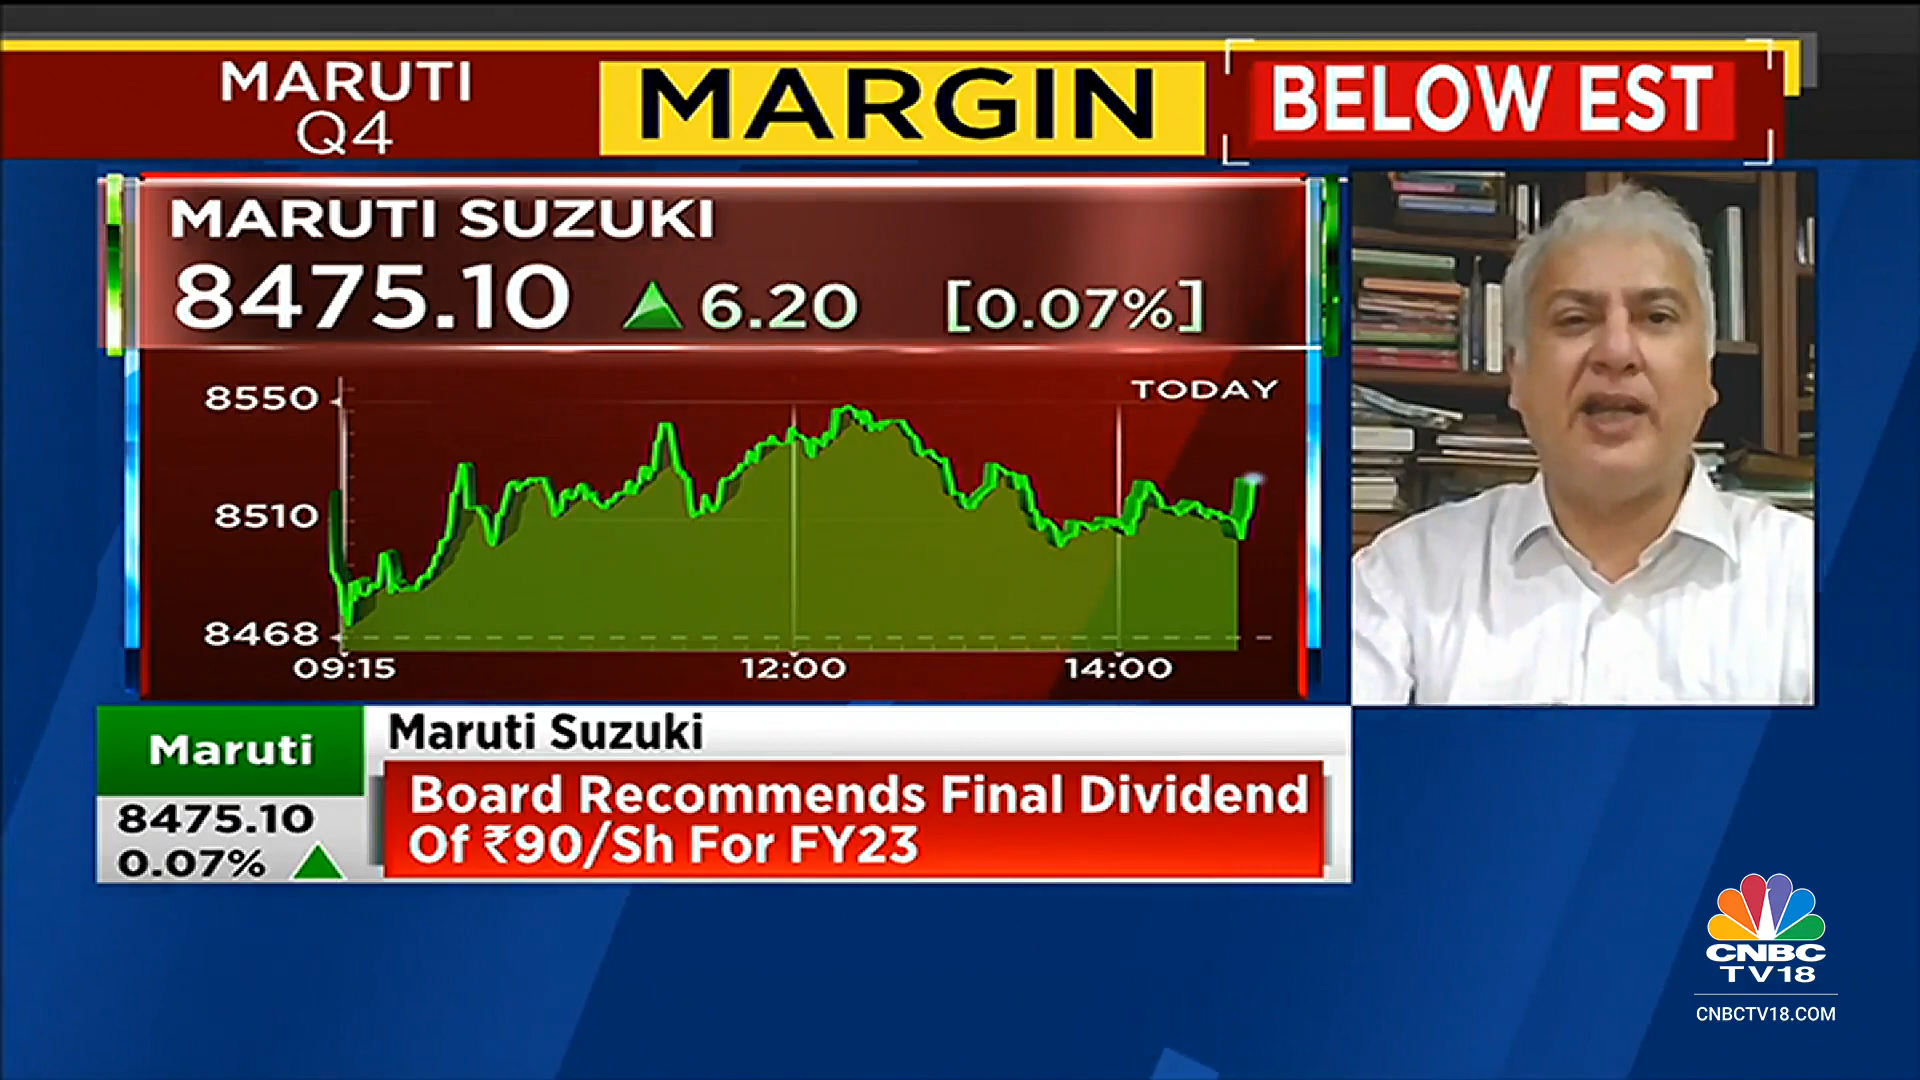 MARUTI
Q4
MARGIN
BELOW EST
MARUTI SUZUKI
8475.10 ▲ 6.20 [0.07%]
TODAY
8550
8510
8468
09:15 12:00 14:00
Maruti
8475.10
0.07% ▲
Maruti Suzuki
Board Recommends Final Dividend
Of ₹90/Sh For FY23
CNBC
TV18
CNBCTV18.COM